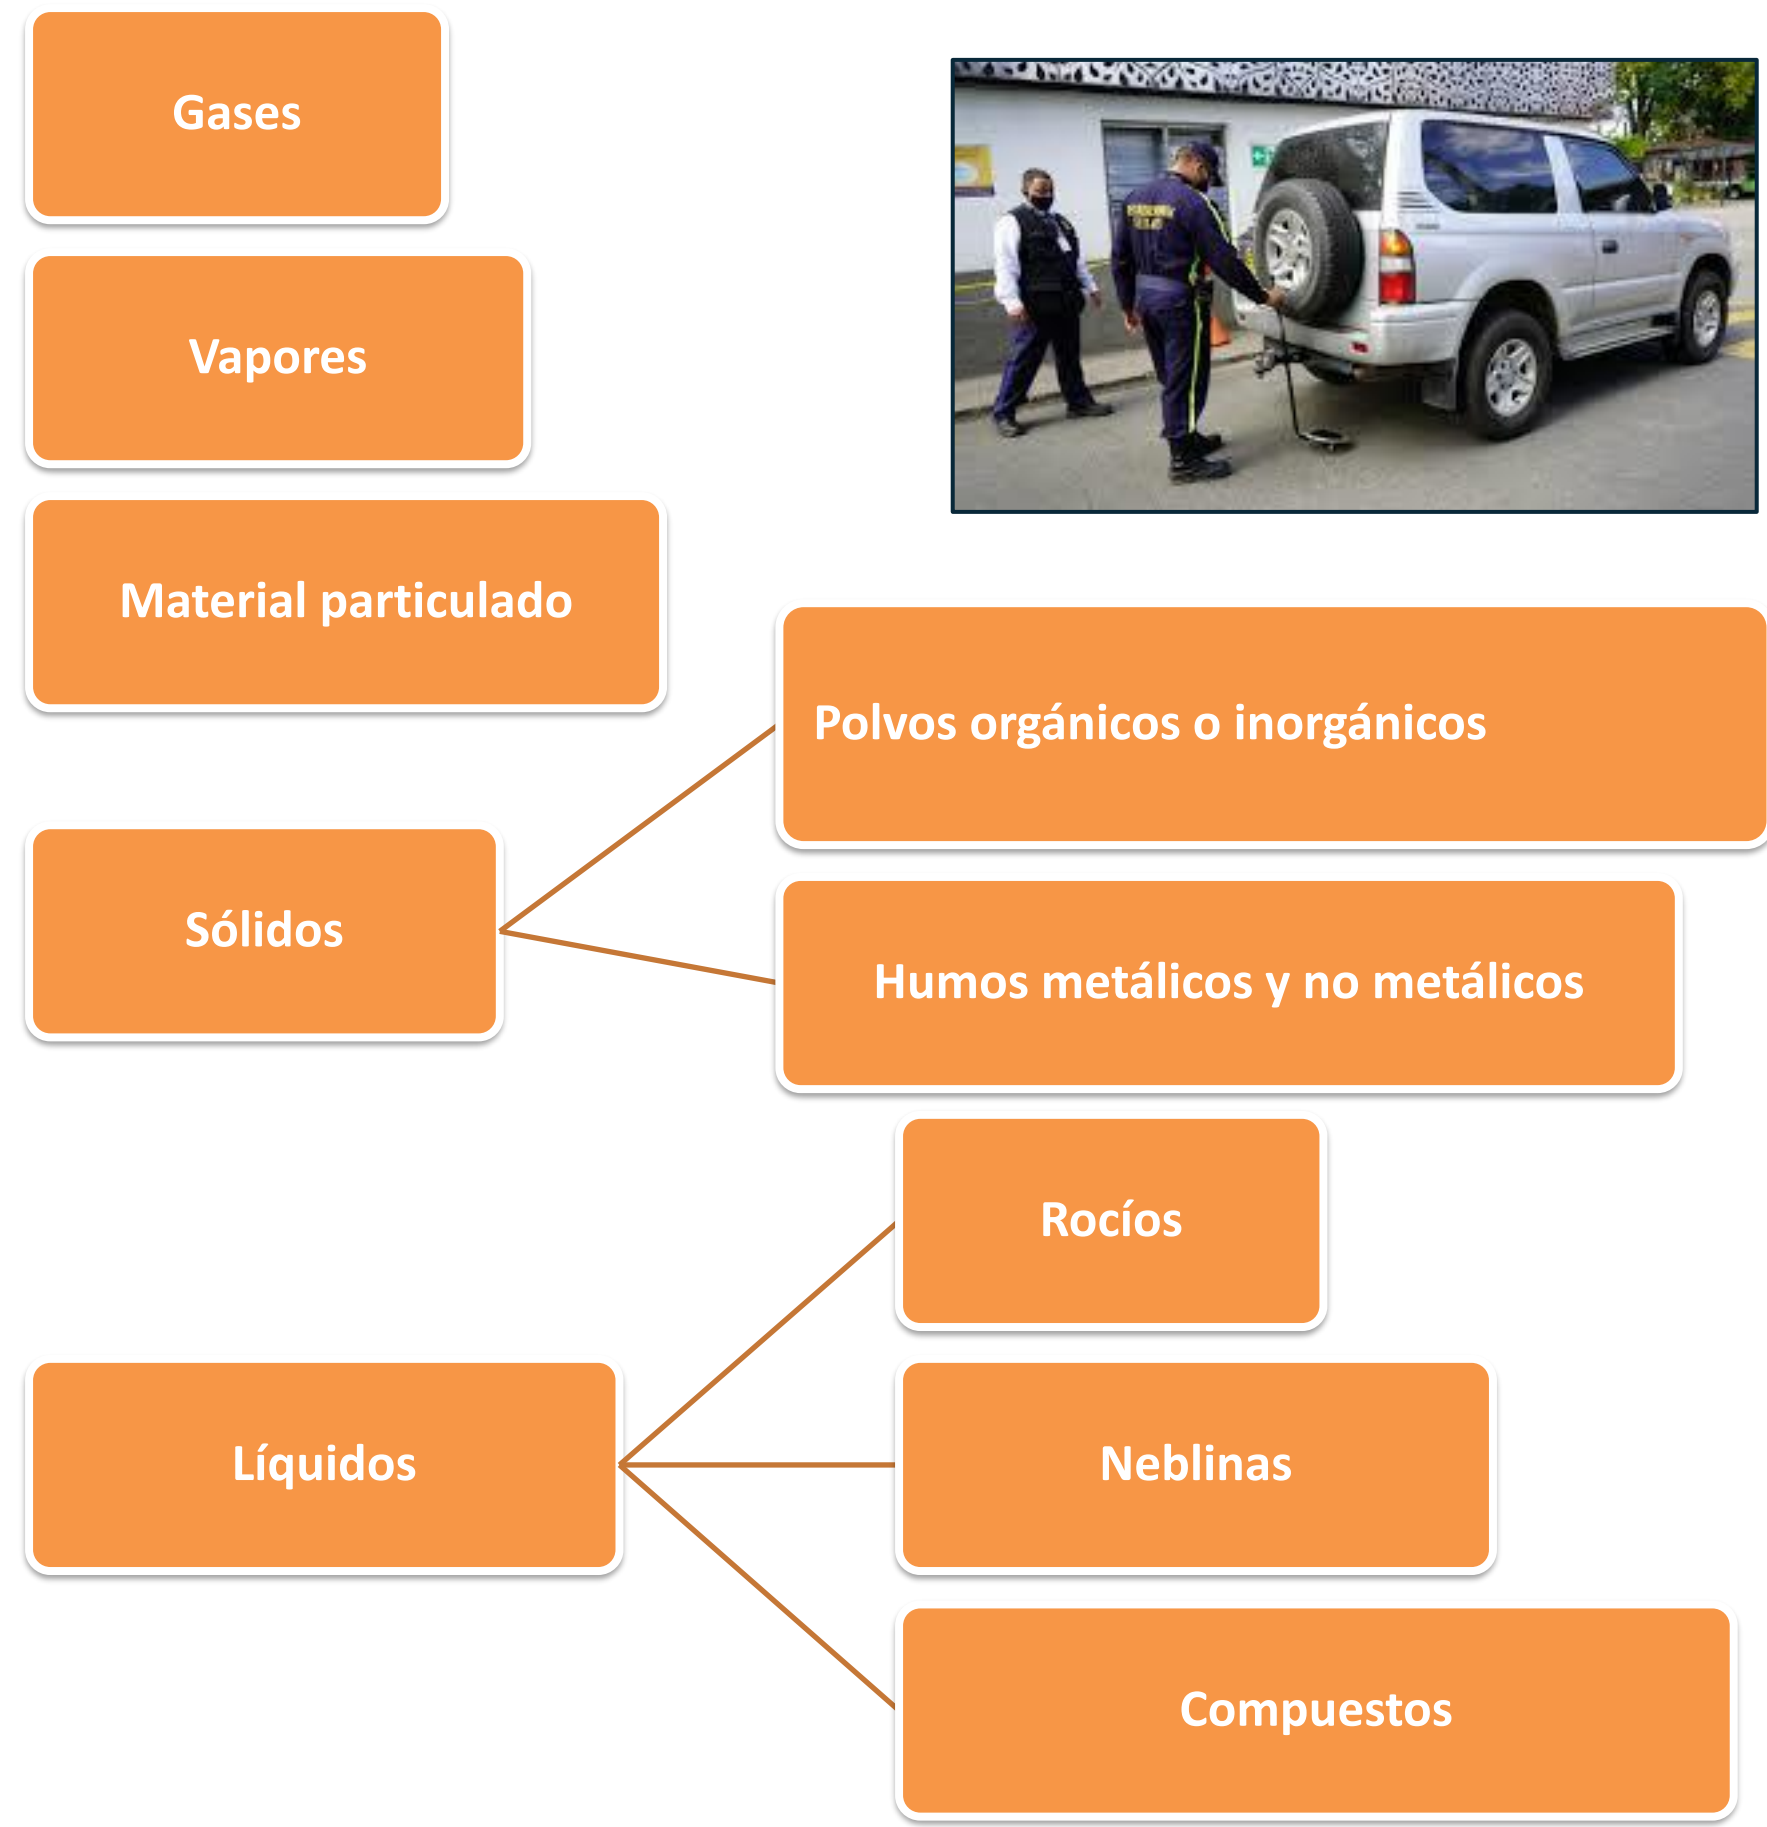 Gases
Vapores
Material particulado
Polvos orgánicos o inorgánicos
Sólidos
Humos metálicos y no metálicos
Rocíos
Líquidos
Neblinas
Compuestos